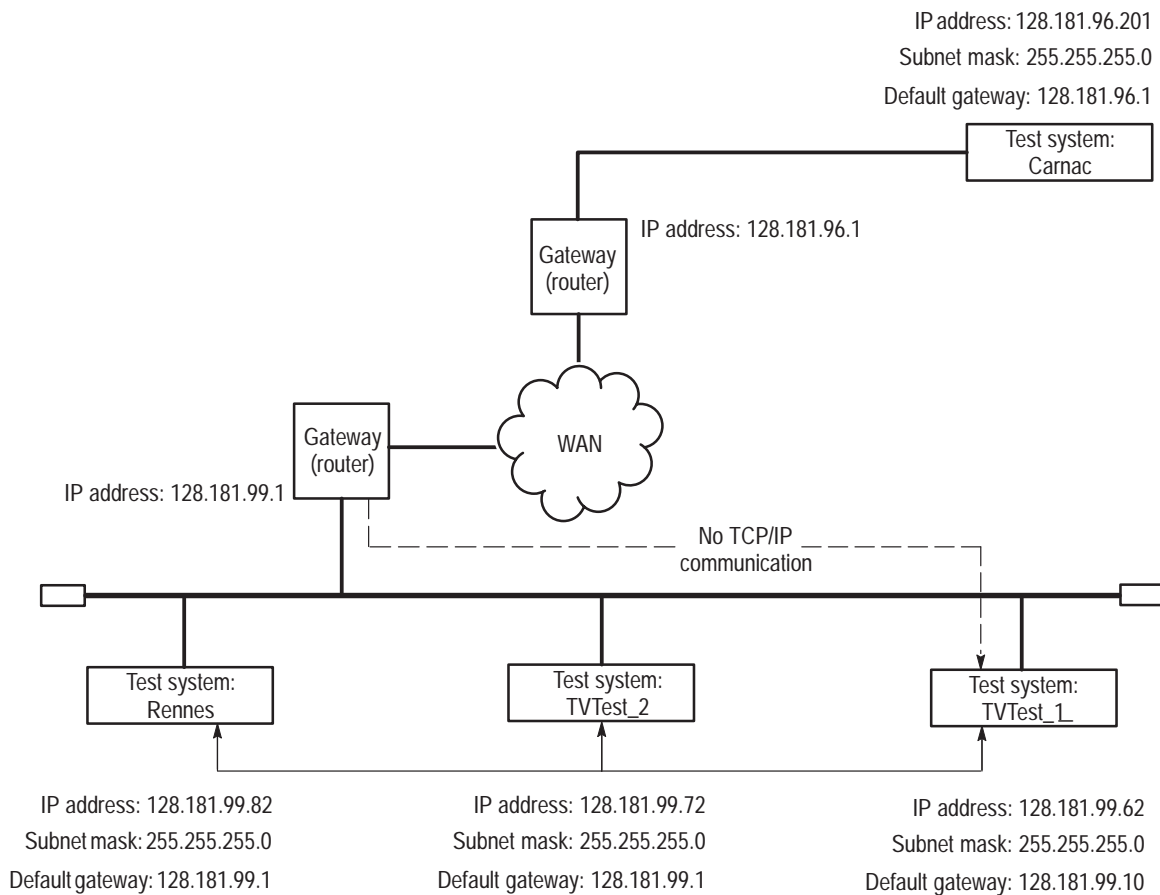 IP address: 128.181.96.201
Subnet mask: 255.255.255.0
Default gateway: 128.181.96.1
Test system:
Carnac
IP address: 128.181.96.1
Gateway
(router)
Gateway
(router)
WAN
IP address: 128.181.99.1
No TCP/IP
communication
Test system:
Rennes
Test system:
TVTest_2
Test system:
TVTest_1_
IP address: 128.181.99.82
Subnet mask: 255.255.255.0
Default gateway: 128.181.99.1
IP address: 128.181.99.72
Subnet mask: 255.255.255.0
Default gateway: 128.181.99.1
IP address: 128.181.99.62
Subnet mask: 255.255.255.0
Default gateway: 128.181.99.10